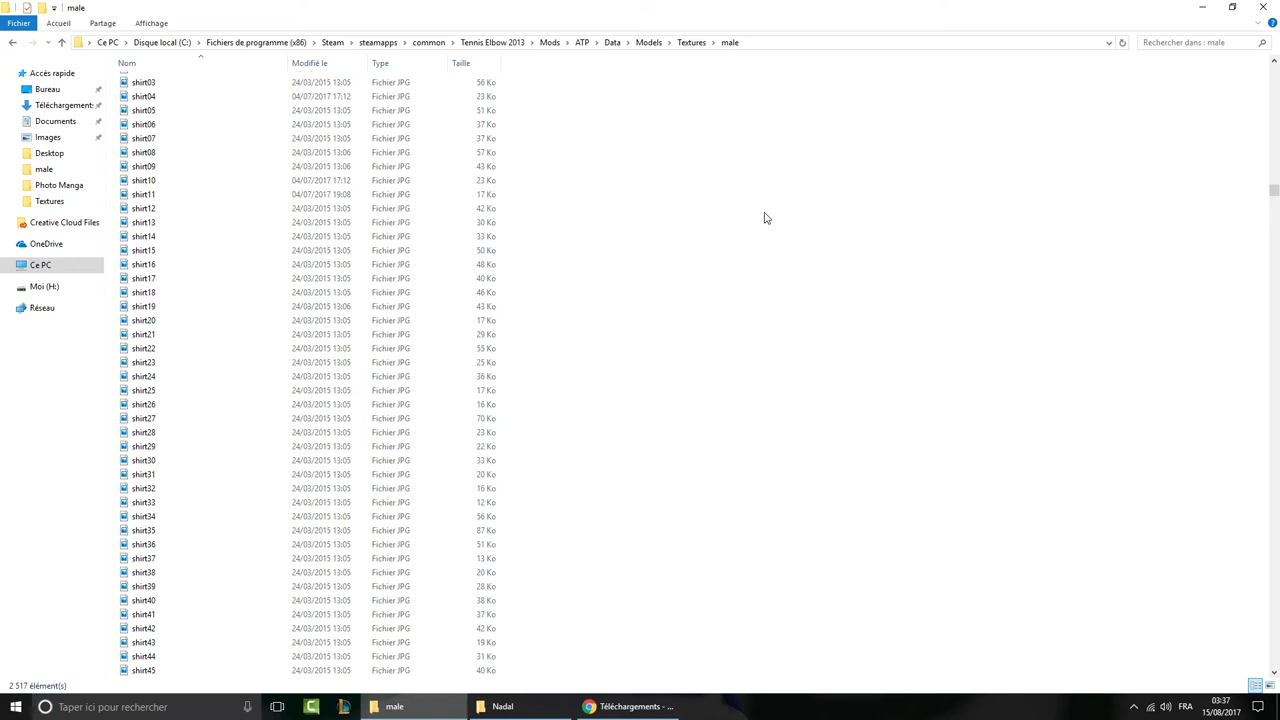 male
Fichier Accueil Partage Affichage
Ce PC Disque local (C:) Fichiers de programme (x86) Steam steamapps common Tennis Elbow 2013 Mods ATP Data Models Textures male Rechercher dans : male
Nom Modifié le Type Taille
Accès rapide
Bureau
Téléchargement:
Documents
Images
Desktop
male
Photo Manga
Textures
Creative Cloud Files
OneDrive
Ce PC
Moi (H:)
Réseau
shirt03 24/03/2015 13:05 Fichier JPG 56 Ko
shirt04 04/07/2017 17:12 Fichier JPG 23 Ko
shirt05 24/03/2015 13:05 Fichier JPG 51 Ko
shirt06 24/03/2015 13:05 Fichier JPG 37 Ko
shirt07 24/03/2015 13:05 Fichier JPG 37 Ko
shirt08 24/03/2015 13:06 Fichier JPG 57 Ko
shirt09 24/03/2015 13:06 Fichier JPG 43 Ko
shirt10 04/07/2017 17:12 Fichier JPG 23 Ko
shirt11 04/07/2017 19:08 Fichier JPG 17 Ko
shirt12 24/03/2015 13:05 Fichier JPG 42 Ko
shirt13 24/03/2015 13:05 Fichier JPG 30 Ko
shirt14 24/03/2015 13:05 Fichier JPG 33 Ko
shirt15 24/03/2015 13:05 Fichier JPG 50 Ko
shirt16 24/03/2015 13:05 Fichier JPG 48 Ko
shirt17 24/03/2015 13:05 Fichier JPG 40 Ko
shirt18 24/03/2015 13:05 Fichier JPG 46 Ko
shirt19 24/03/2015 13:06 Fichier JPG 43 Ko
shirt20 24/03/2015 13:05 Fichier JPG 17 Ko
shirt21 24/03/2015 13:05 Fichier JPG 29 Ko
shirt22 24/03/2015 13:05 Fichier JPG 55 Ko
shirt23 24/03/2015 13:05 Fichier JPG 25 Ko
shirt24 24/03/2015 13:05 Fichier JPG 36 Ko
shirt25 24/03/2015 13:05 Fichier JPG 17 Ko
shirt26 24/03/2015 13:05 Fichier JPG 16 Ko
shirt27 24/03/2015 13:05 Fichier JPG 70 Ko
shirt28 24/03/2015 13:05 Fichier JPG 23 Ko
shirt29 24/03/2015 13:05 Fichier JPG 22 Ko
shirt30 24/03/2015 13:05 Fichier JPG 33 Ko
shirt31 24/03/2015 13:05 Fichier JPG 20 Ko
shirt32 24/03/2015 13:05 Fichier JPG 16 Ko
shirt33 24/03/2015 13:05 Fichier JPG 12 Ko
shirt34 24/03/2015 13:05 Fichier JPG 56 Ko
shirt35 24/03/2015 13:05 Fichier JPG 87 Ko
shirt36 24/03/2015 13:05 Fichier JPG 51 Ko
shirt37 24/03/2015 13:05 Fichier JPG 13 Ko
shirt38 24/03/2015 13:05 Fichier JPG 20 Ko
shirt39 24/03/2015 13:05 Fichier JPG 28 Ko
shirt40 24/03/2015 13:05 Fichier JPG 38 Ko
shirt41 24/03/2015 13:05 Fichier JPG 37 Ko
shirt42 24/03/2015 13:05 Fichier JPG 42 Ko
shirt43 24/03/2015 13:05 Fichier JPG 19 Ko
shirt44 24/03/2015 13:05 Fichier JPG 31 Ko
shirt45 24/03/2015 13:05 Fichier JPG 40 Ko
2 517 élément(s)
Taper ici pour rechercher male Nadal Téléchargements - ... FRA 03:37
15/08/2017